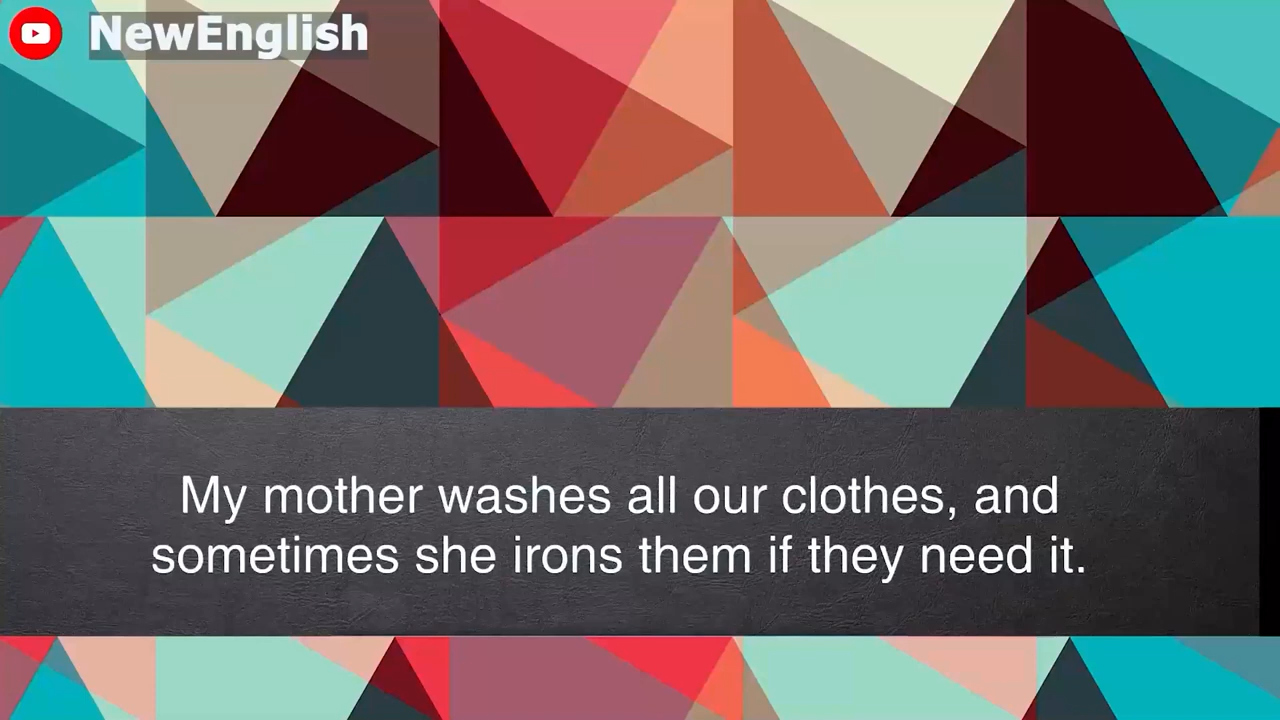 NewEnglish
My mother washes all our clothes, and
sometimes she irons them if they need it.